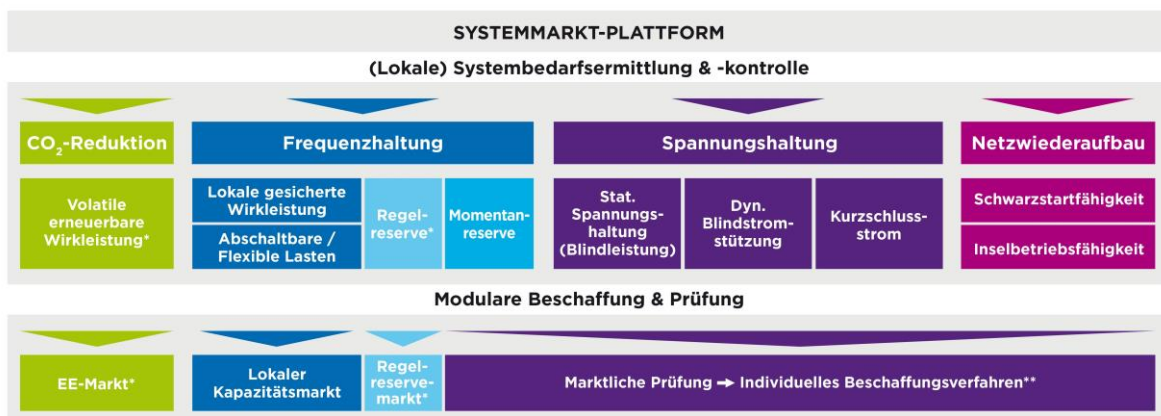 SYSTEMMARKT-PLATTFORM
(Lokale) Systembedarfsermittlung & -kontrolle
CO₂-Reduktion
Frequenzhaltung
Spannungshaltung
Netzwiederaufbau
Volatile
erneuerbare
Wirkleistung*
Lokale gesicherte
Wirkleistung
Abschaltbare /
Flexible Lasten
Regel-
reserve*
Momentan-
reserve
Stat.
Spannungs-
haltung
(Blindleistung)
Dyn.
Blindstrom-
stützung
Kurzschluss-
strom
Schwarzstartfähigkeit
Inselbetriebsfähigkeit
Modulare Beschaffung & Prüfung
EE-Markt*
Lokaler
Kapazitätsmarkt
Regel-
reserve-
markt*
Marktliche Prüfung → Individuelles Beschaffungsverfahren**